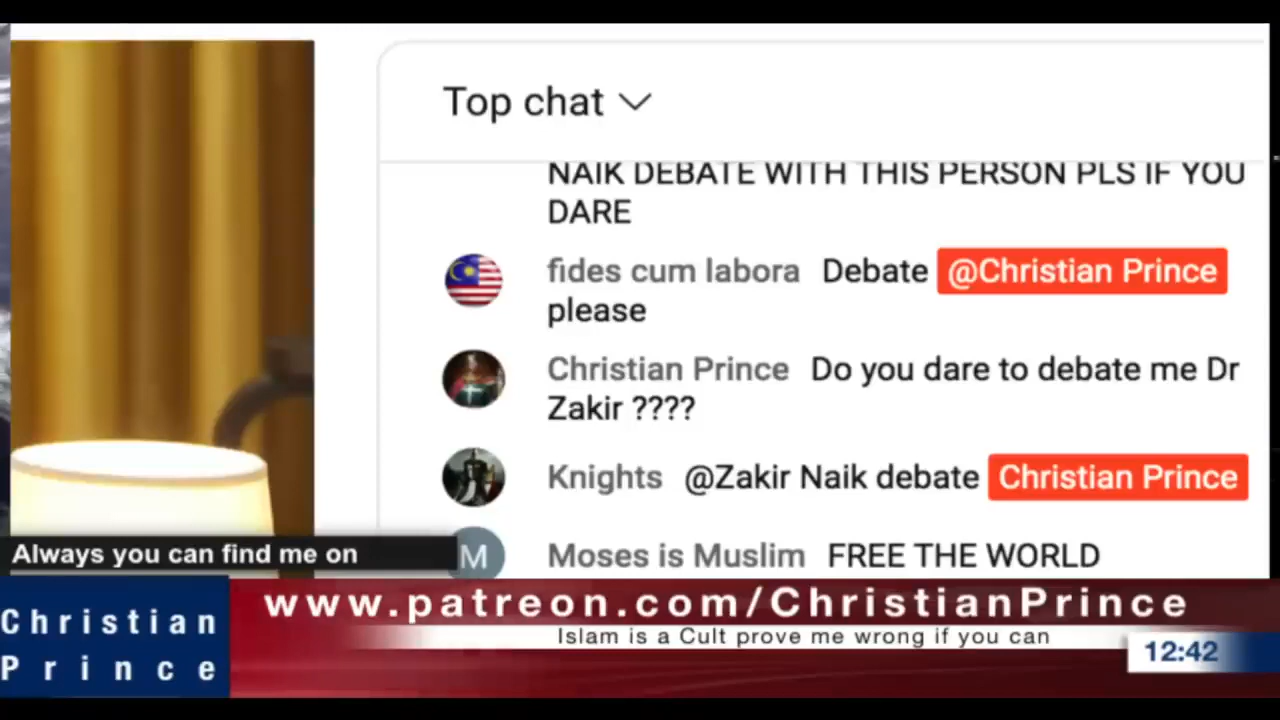 Top chat
NAIK DEBATE WITH THIS PERSON PLS IF YOU
DARE
fides cum labora Debate @Christian Prince
please
Christian Prince Do you dare to debate me Dr
Zakir ????
Knights @Zakir Naik debate Christian Prince
M Moses is Muslim FREE THE WORLD
Always you can find me on
www.patreon.com/ChristianPrince
Christian
Prince
Islam is a Cult prove me wrong if you can
12:42